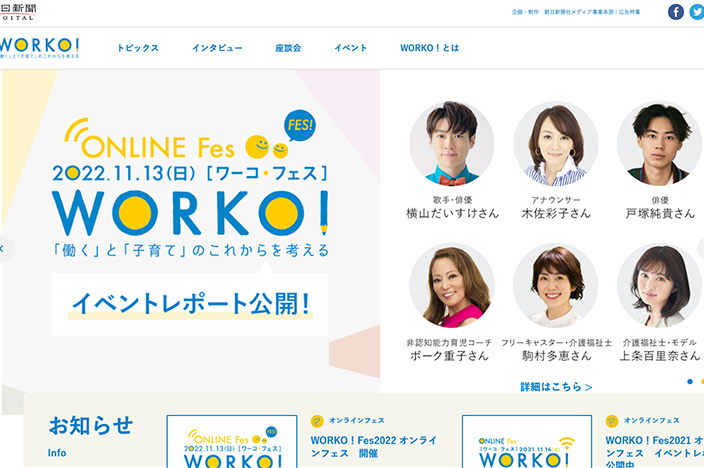 日新聞
GITAL
企画・制作 朝日新聞社メディア事業本部｜広告特集
WORKO!
働く」と「子育て」のこれからを考える
トピックス
インタビュー
座談会
イベント
WORKO！とは
ONLINE Fes
FES!
2022.11.13(日) [ワーコ・フェス]
WORKO!
「働く」と「子育て」のこれからを考える
イベントレポート公開！
歌手・俳優
横山だいすけさん
アナウンサー
木佐彩子さん
俳優
戸塚純貴さん
非認知能力育児コーチ
ボーク重子さん
フリーキャスター・介護福祉士
駒村多恵さん
介護福祉士・モデル
上条百里奈さん
詳細はこちら >
お知らせ
Info
ONLINE Fes
FES!
2022.11.13(日) [ワーコ・フェス]
オンラインフェス
WORKO！Fes2022 オンライ
ンフェス 開催
ONLINE Fes
[ワーコ・フェス] 2021.11.14(日)
オンラインフェス
WORKO！Fes2021 オ
ンフェス イベントレポ
公開中